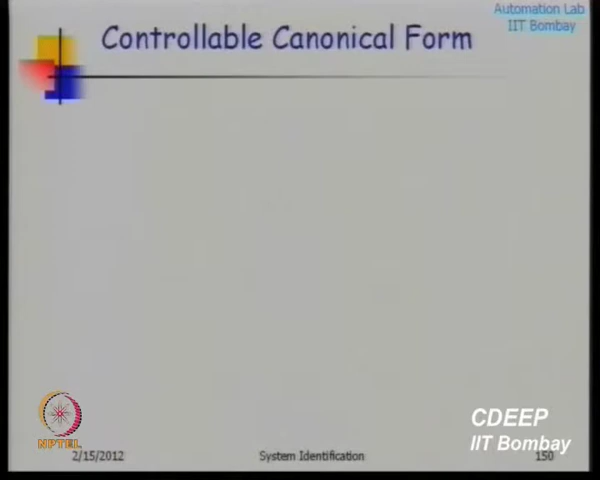 Automation Lab
IIT Bombay
Controllable Canonical Form
NPTEL
CDEEP
IIT Bombay
2/15/2012
System Identification
150